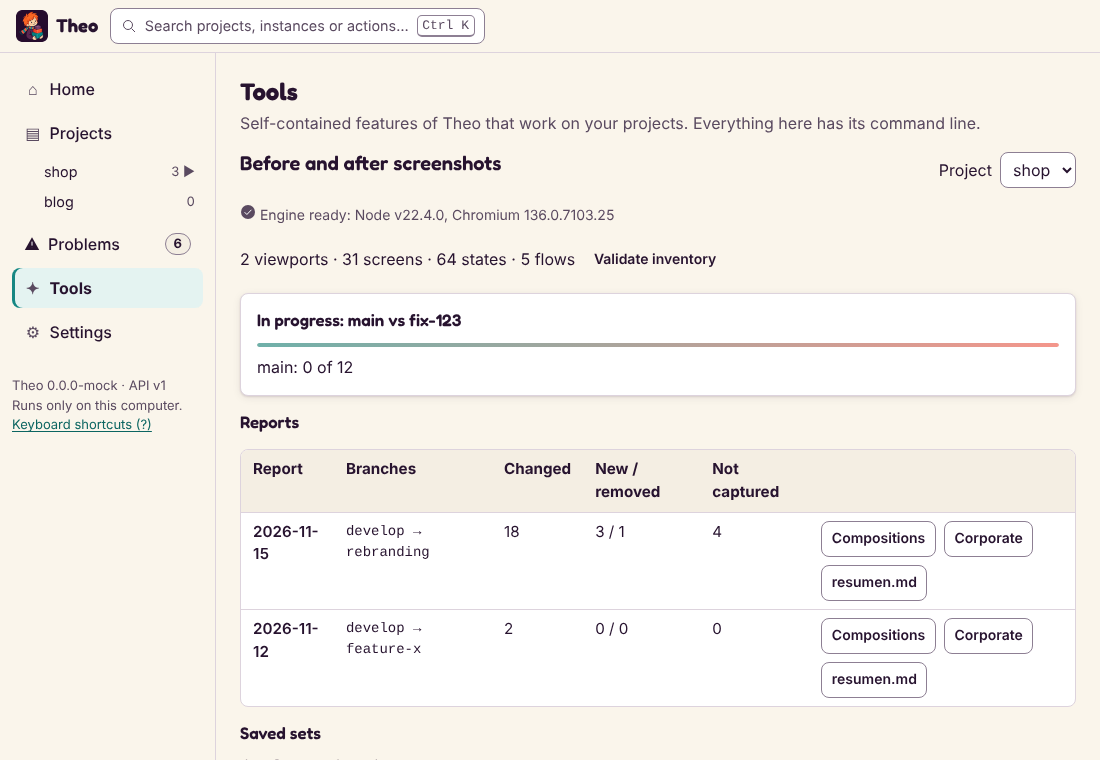 Theo
Search projects, instances or actions... Ctrl K
Home
Projects
shop 3
blog 0
Problems 6
Tools
Settings
Theo 0.0.0-mock · API v1
Runs only on this computer.
Keyboard shortcuts (?)
Tools
Self-contained features of Theo that work on your projects. Everything here has its command line.
Before and after screenshots
Project shop
Engine ready: Node v22.4.0, Chromium 136.0.7103.25
2 viewports · 31 screens · 64 states · 5 flows Validate inventory
In progress: main vs fix-123
main: 0 of 12
Reports
Report Branches Changed New / removed Not captured
2026-11-15 develop → rebranding 18 3 / 1 4 Compositions Corporate
resumen.md
2026-11-12 develop → feature-x 2 0 / 0 0 Compositions Corporate
resumen.md
Saved sets